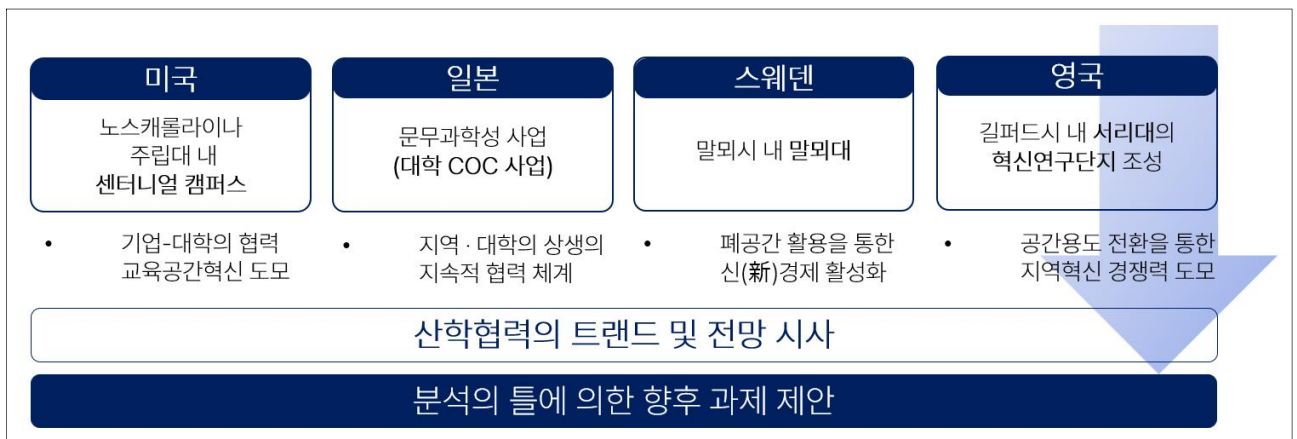 미국
노스캐롤라이나
주립대 내
센터니얼 캠퍼스
• 기업-대학의 협력
교육공간혁신 도모
일본
문무과학성 사업
(대학 COC 사업)
• 지역·대학의 상생의
지속적 협력 체계
스웨덴
말뫼시 내 말뫼대
• 폐공간 활용을 통한
신(新)경제 활성화
영국
길퍼드시 내 서리대의
혁신연구단지 조성
• 공간용도 전환을 통한
지역혁신 경쟁력 도모
산학협력의 트랜드 및 전망 시사
분석의 틀에 의한 향후 과제 제안